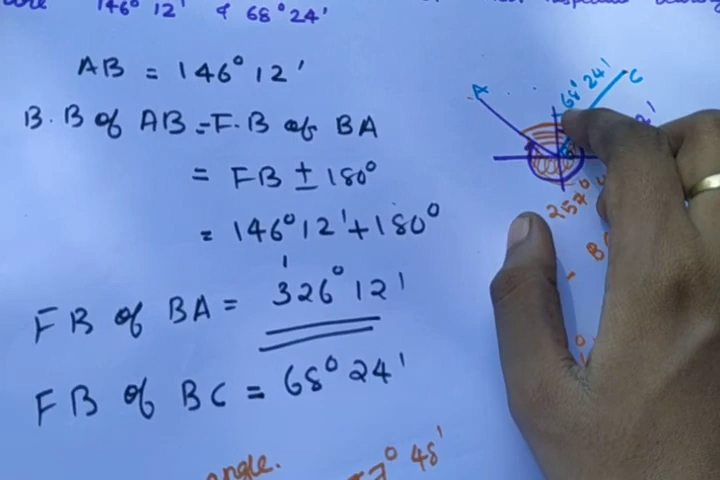 146° 12' & 68° 24'
AB = 146° 12'
B.B of AB = F.B of BA
= FB ± 180°
= 146° 12' + 180°
FB of BA = 326° 12'
FB of BC = 68° 24'
angle.
7° 48'
A
68° 24'
C
257°